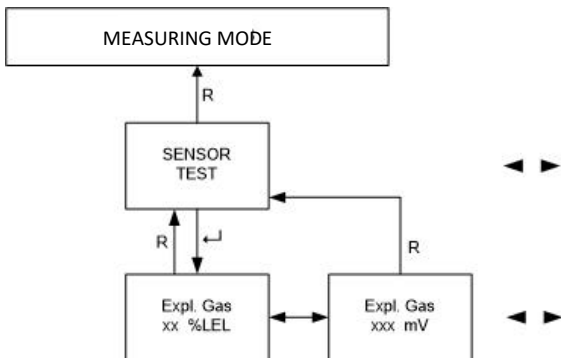 MEASURING MODE
R
SENSOR
TEST
R
R
Expl. Gas
xx %LEL
Expl. Gas
xxx mV